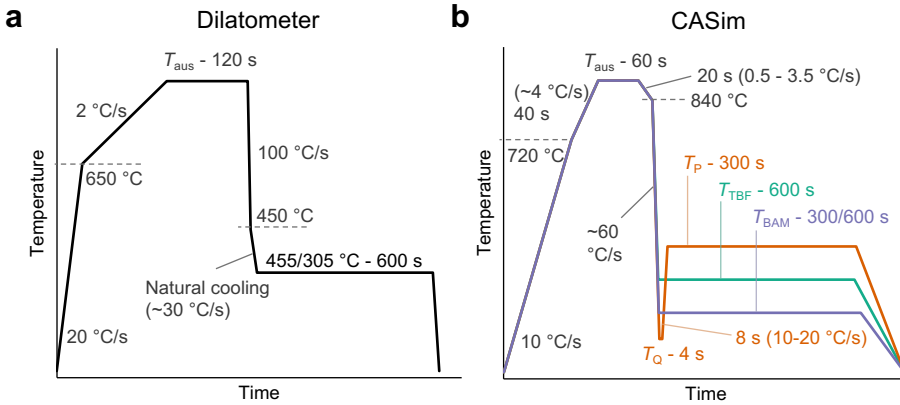 a
Dilatometer
T_aus - 120 s
2 °C/s
650 °C
100 °C/s
450 °C
455/305 °C - 600 s
Natural cooling
(~30 °C/s)
20 °C/s
Temperature
Time
b
CASim
T_aus - 60 s
20 s (0.5 - 3.5 °C/s)
(~4 °C/s)
40 s
840 °C
720 °C
T_P - 300 s
T_TBF - 600 s
T_BAM - 300/600 s
~60
°C/s
10 °C/s
8 s (10-20 °C/s)
T_Q - 4 s
Temperature
Time